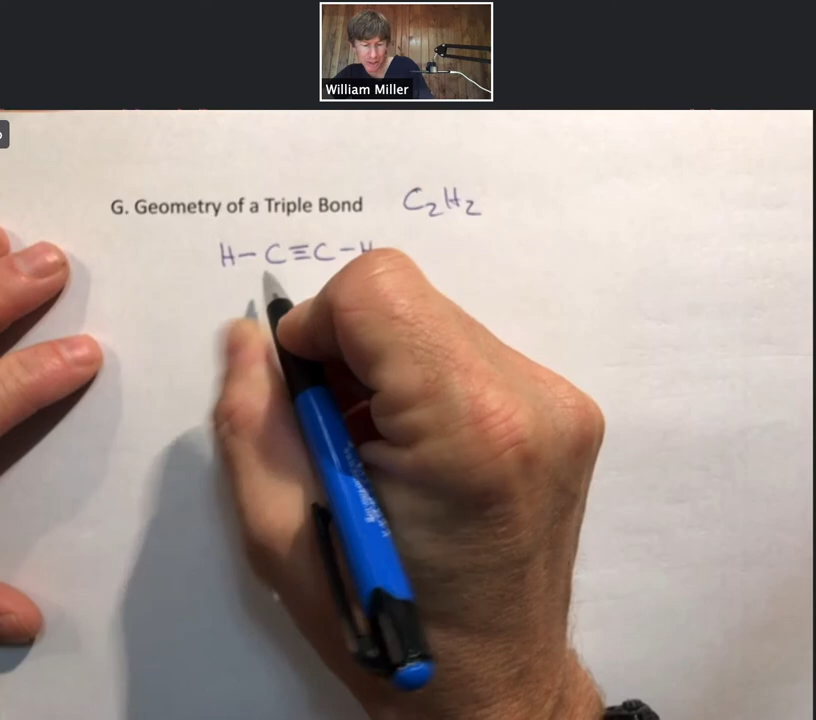 William Miller
G. Geometry of a Triple Bond C₂H₂
H-C≡C-H